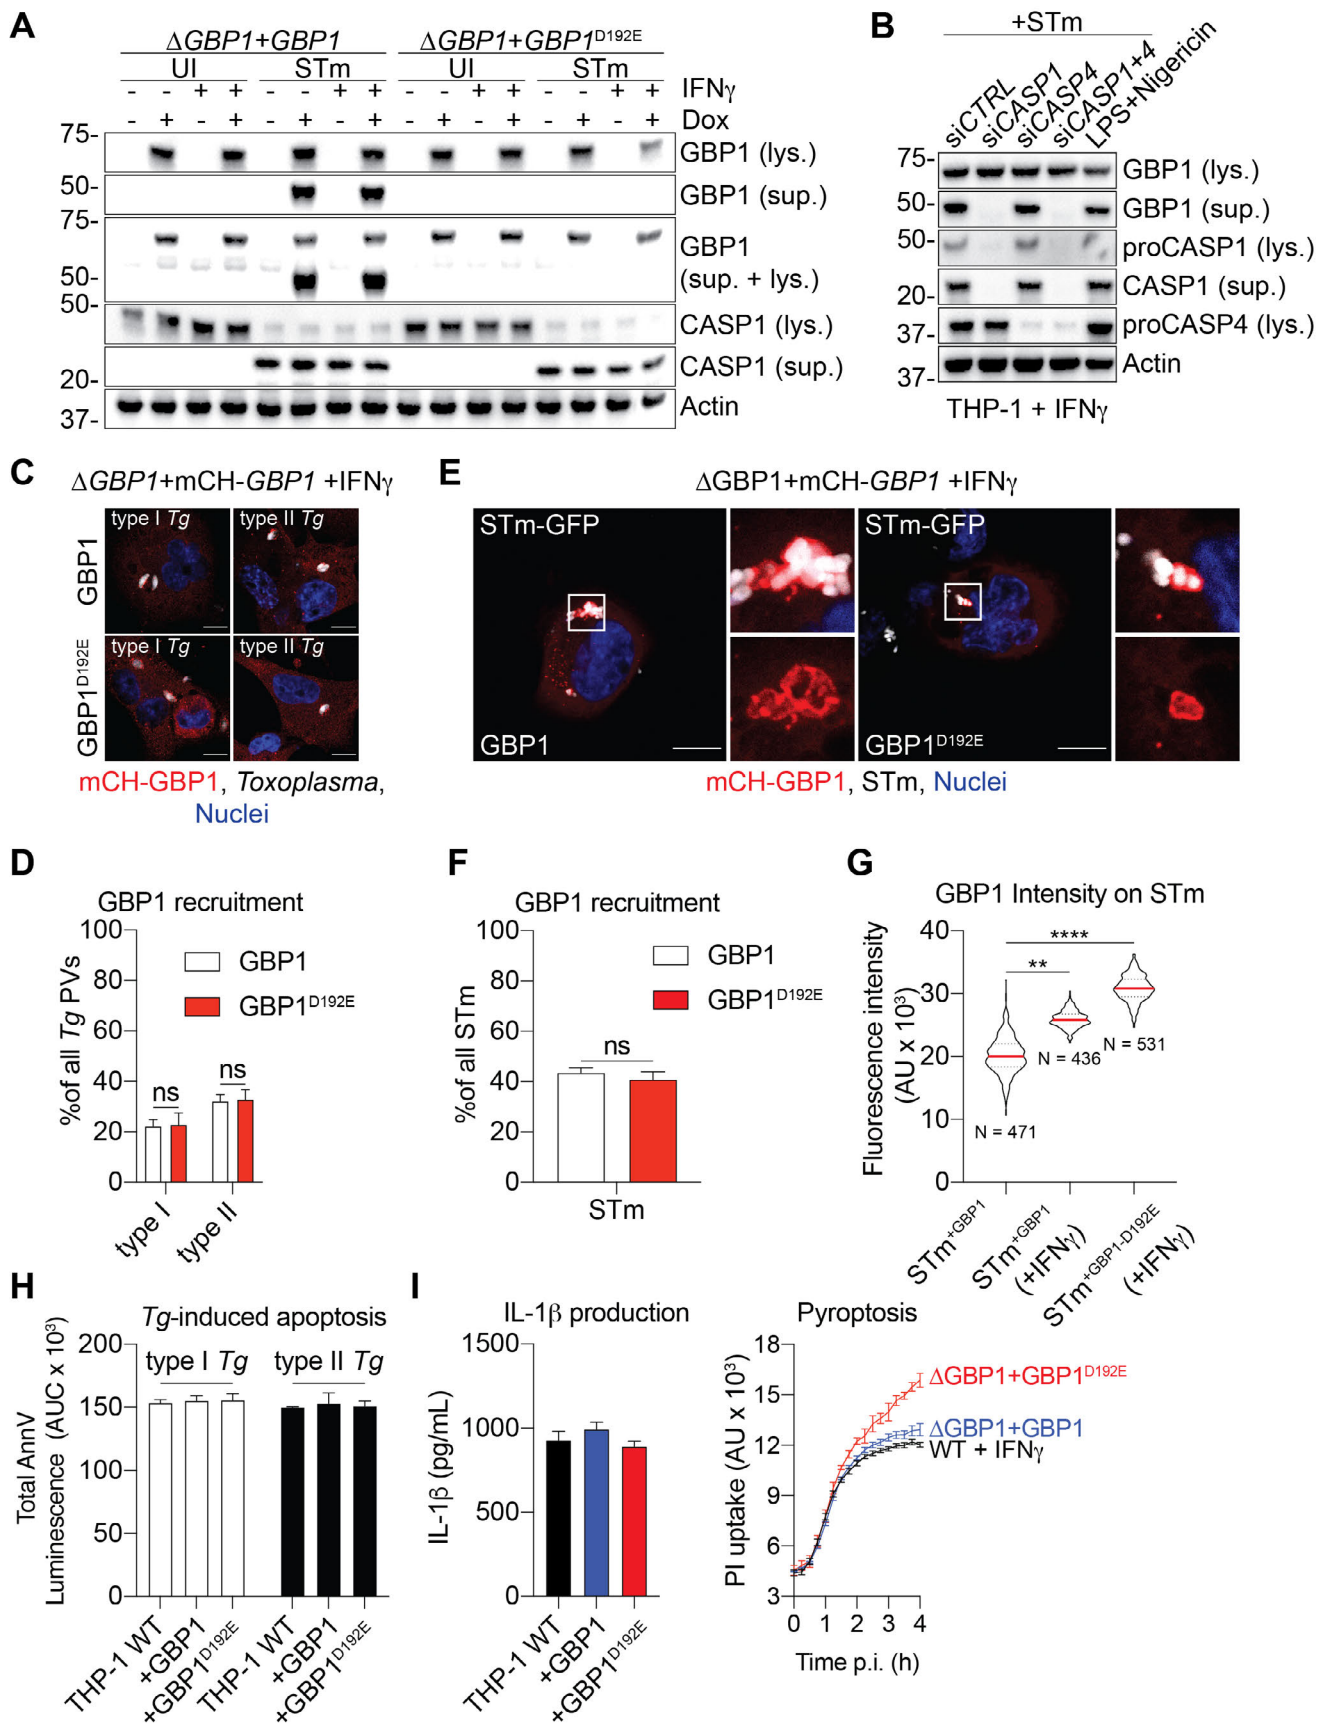 A
ΔGBP1+GBP1 ΔGBP1+GBP1D192E
UI STm UI STm
- - + + - - + + - - + + - - + + IFNγ
- + - + - + - + - + - + - + - + Dox
75- GBP1 (lys.)
50- GBP1 (sup.)
75- GBP1
50- (sup. + lys.)
50- CASP1 (lys.)
20- CASP1 (sup.)
37- Actin
B
+STm
siCTRL
siCASP1
siCASP4
siCASP1+4
LPS+Nigericin
75- GBP1 (lys.)
50- GBP1 (sup.)
50- proCASP1 (lys.)
20- CASP1 (sup.)
37- proCASP4 (lys.)
37- Actin
THP-1 + IFNγ
C
ΔGBP1+mCH-GBP1 +IFNγ
type I Tg type II Tg
GBP1
type I Tg type II Tg
GBP1D192E
mCH-GBP1, Toxoplasma,
Nuclei
E
ΔGBP1+mCH-GBP1 +IFNγ
STm-GFP STm-GFP
GBP1 GBP1D192E
mCH-GBP1, STm, Nuclei
D
GBP1 recruitment
%of all Tg PVs
100
80
60
40
20
0
GBP1
GBP1D192E
ns ns
type I type II
F
GBP1 recruitment
%of all STm
100
80
60
40
20
0
GBP1
GBP1D192E
ns
STm
G
GBP1 Intensity on STm
Fluorescence intensity
(AU x 10³)
40
30
20
10
0
****
**
N = 471
N = 436
N = 531
STm+GBP1
STm+GBP1
(+IFNγ)
STm+GBP1-D192E
(+IFNγ)
H
Tg-induced apoptosis
Total AnnV
Luminescence (AUC x 10³)
200
150
100
50
0
type I Tg type II Tg
THP-1 WT
+GBP1
+GBP1D192E
THP-1 WT
+GBP1
+GBP1D192E
I
IL-1β production
IL-1β (pg/mL)
1500
1000
500
0
THP-1 WT
+GBP1
+GBP1D192E
Pyroptosis
PI uptake (AU x 10³)
18
15
12
9
6
3
ΔGBP1+GBP1D192E
ΔGBP1+GBP1
WT + IFNγ
0 1 2 3 4
Time p.i. (h)